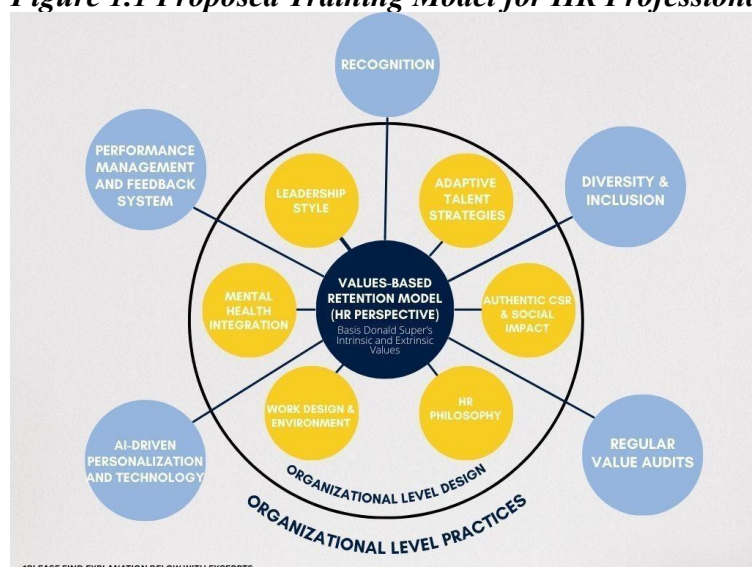 Figure 1.1 Proposed Training Model for HR
RECOGNITION
PERFORMANCE
MANAGEMENT
AND FEEDBACK
SYSTEM
LEADERSHIP
STYLE
ADAPTIVE
TALENT
STRATEGIES
DIVERSITY &
INCLUSION
MENTAL
HEALTH
INTEGRATION
VALUES-BASED
RETENTION MODEL
(HR PERSPECTIVE)
Basis Donald Super's
Intrinsic and Extrinsic
Values
AUTHENTIC CSR
& SOCIAL
IMPACT
WORK DESIGN &
ENVIRONMENT
HR
PHILOSOPHY
AI-DRIVEN
PERSONALIZATION
AND TECHNOLOGY
REGULAR
VALUE AUDITS
ORGANIZATIONAL LEVEL DESIGN
ORGANIZATIONAL LEVEL PRACTICES